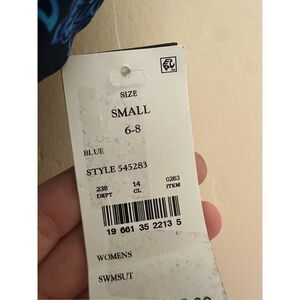 SIZE
SMALL
6-8
BLUE
STYLE 545283
238 14 0263
DEPT CL ITEM
19 661 35 2213 5
WOMENS
SWMSUT